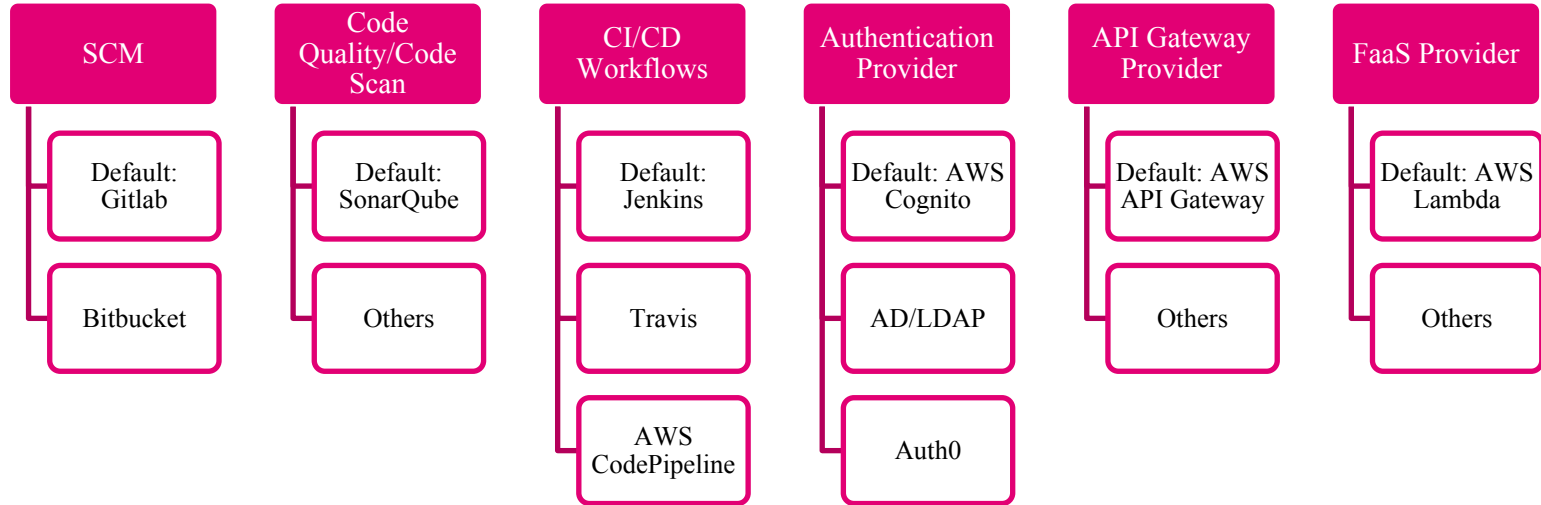 SCM
Default:
Gitlab
Bitbucket
Code
Quality/Code
Scan
Default:
SonarQube
Others
CI/CD
Workflows
Default:
Jenkins
Travis
AWS
CodePipeline
Authentication
Provider
Default: AWS
Cognito
AD/LDAP
Auth0
API Gateway
Provider
Default: AWS
API Gateway
Others
FaaS Provider
Default: AWS
Lambda
Others